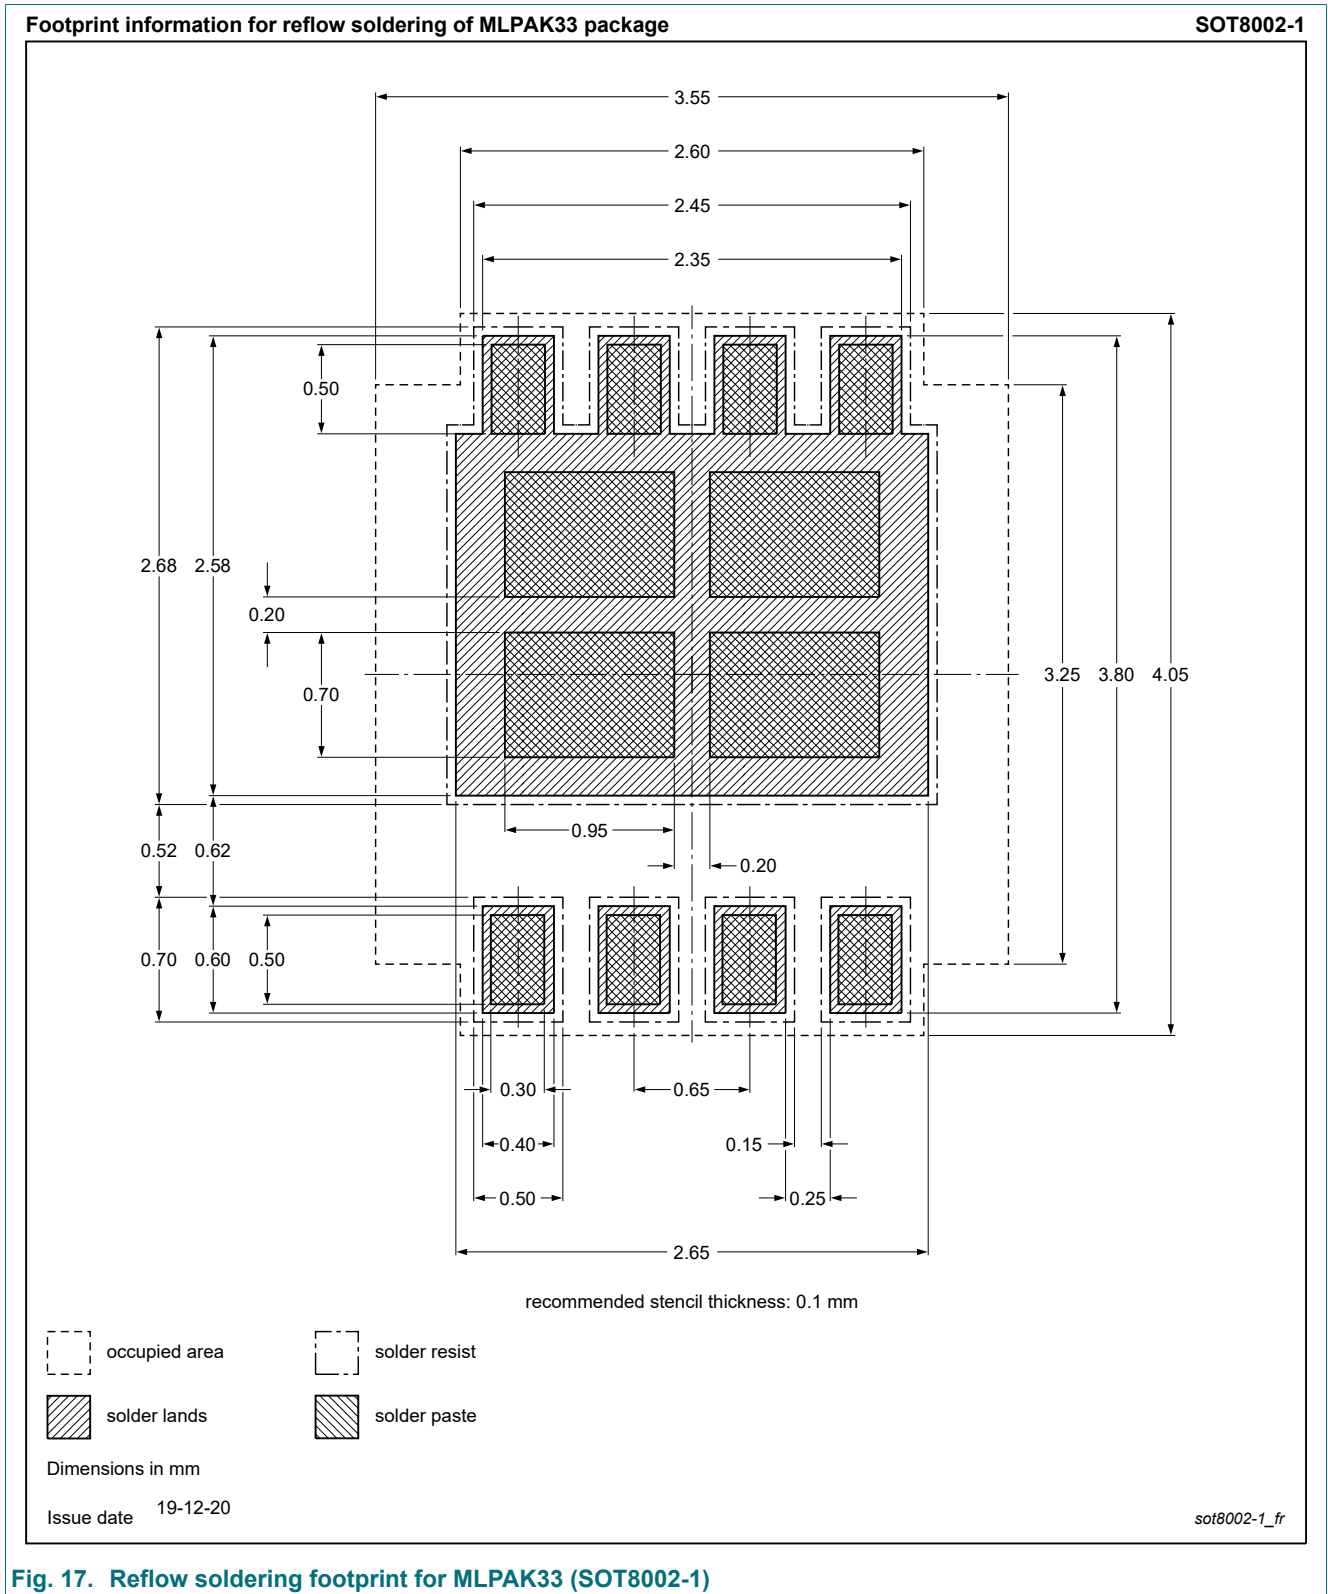 Footprint information for reflow soldering of MLPAK33 package SOT8002-1
3.55
2.60
2.45
2.35
0.50
2.68 2.58
0.20
0.70
3.25 3.80 4.05
0.95
0.52 0.62
0.20
0.70 0.60 0.50
0.30 0.65
0.40 0.15
0.50 0.25
2.65
recommended stencil thickness: 0.1 mm
occupied area solder resist
solder lands solder paste
Dimensions in mm
Issue date 19-12-20
sot8002-1_fr
Fig. 17. Reflow soldering footprint for MLPAK33 (SOT8002-1)